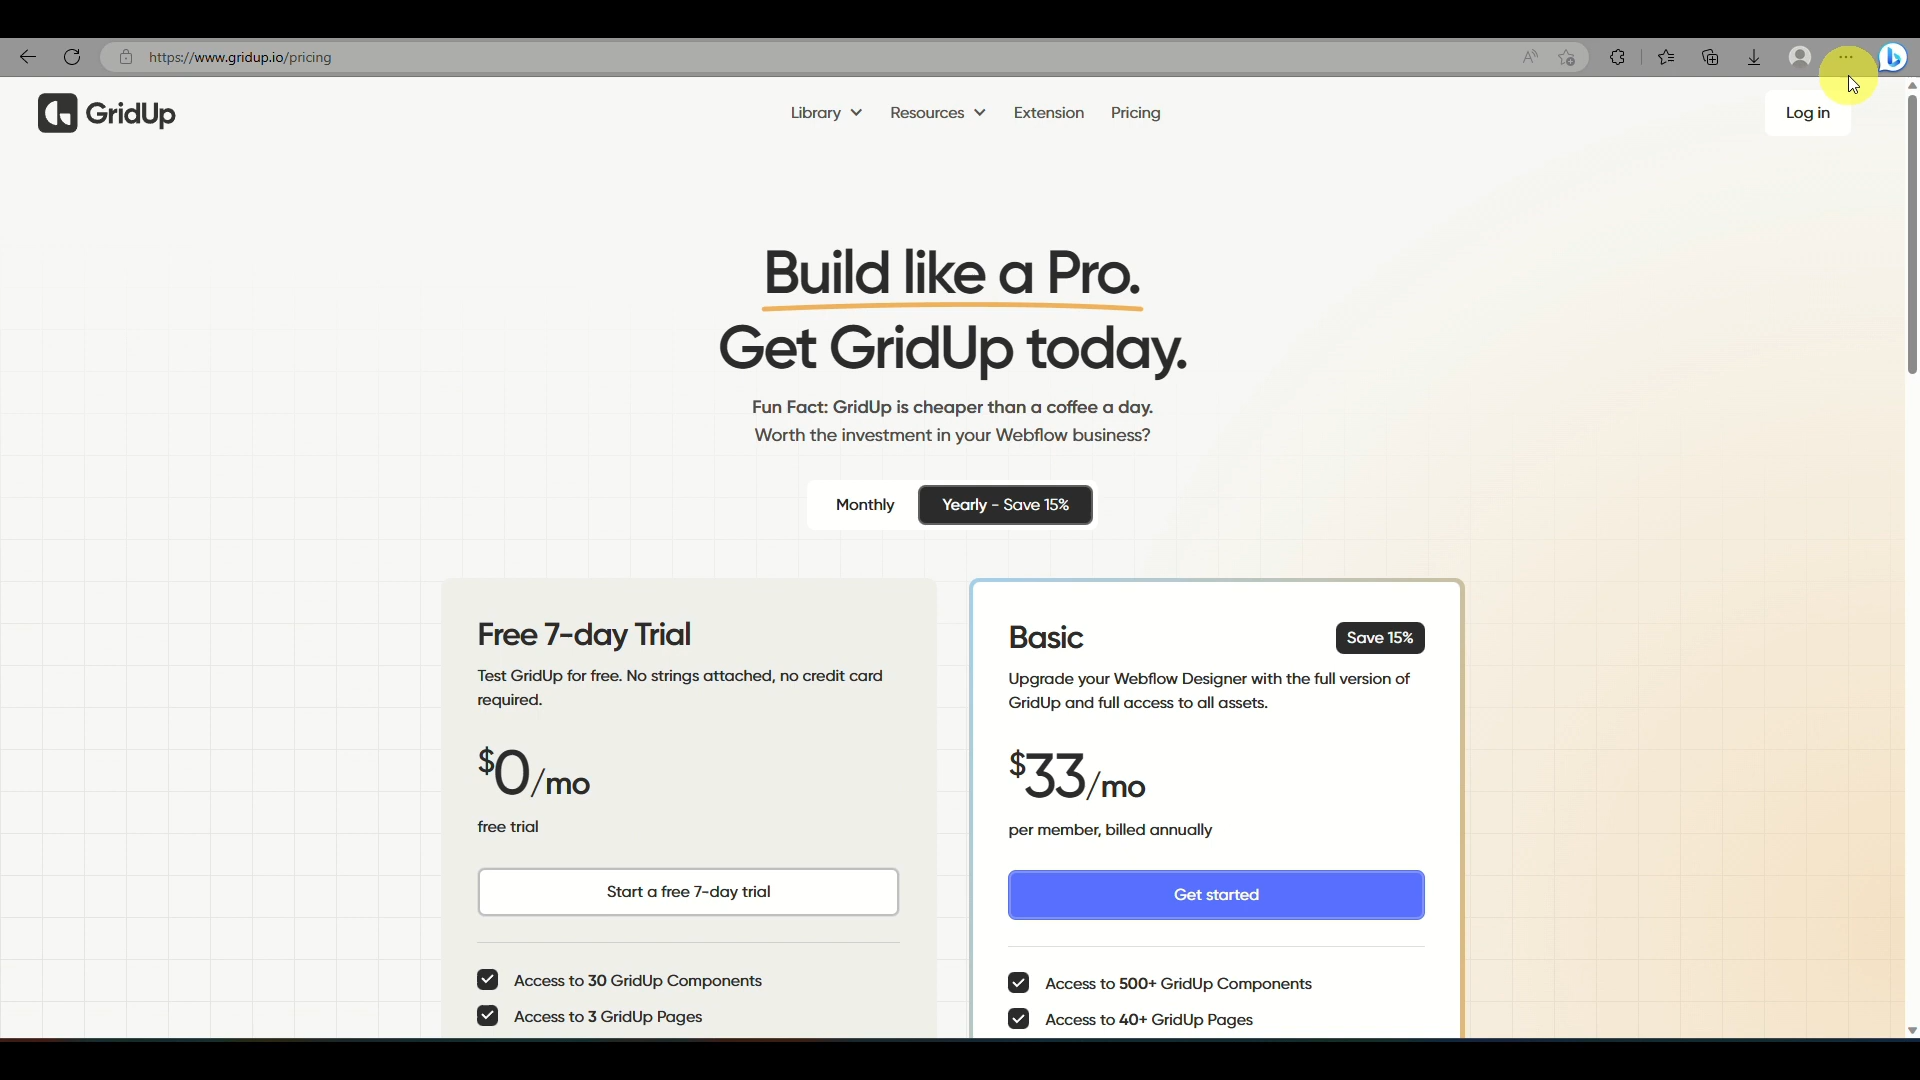 https://www.gridup.io/pricing
GridUp
Library
Resources
Extension
Pricing
Log in
Build like a Pro.
Get GridUp today.
Fun Fact: GridUp is cheaper than a coffee a day.
Worth the investment in your Webflow business?
Monthly
Yearly - Save 15%
Free 7-day Trial
Test GridUp for free. No strings attached, no credit card
required.
$0/mo
free trial
Start a free 7-day trial
Access to 30 GridUp Components
Access to 3 GridUp Pages
Basic
Save 15%
Upgrade your Webflow Designer with the full version of
GridUp and full access to all assets.
$33/mo
per member, billed annually
Get started
Access to 500+ GridUp Components
Access to 40+ GridUp Pages